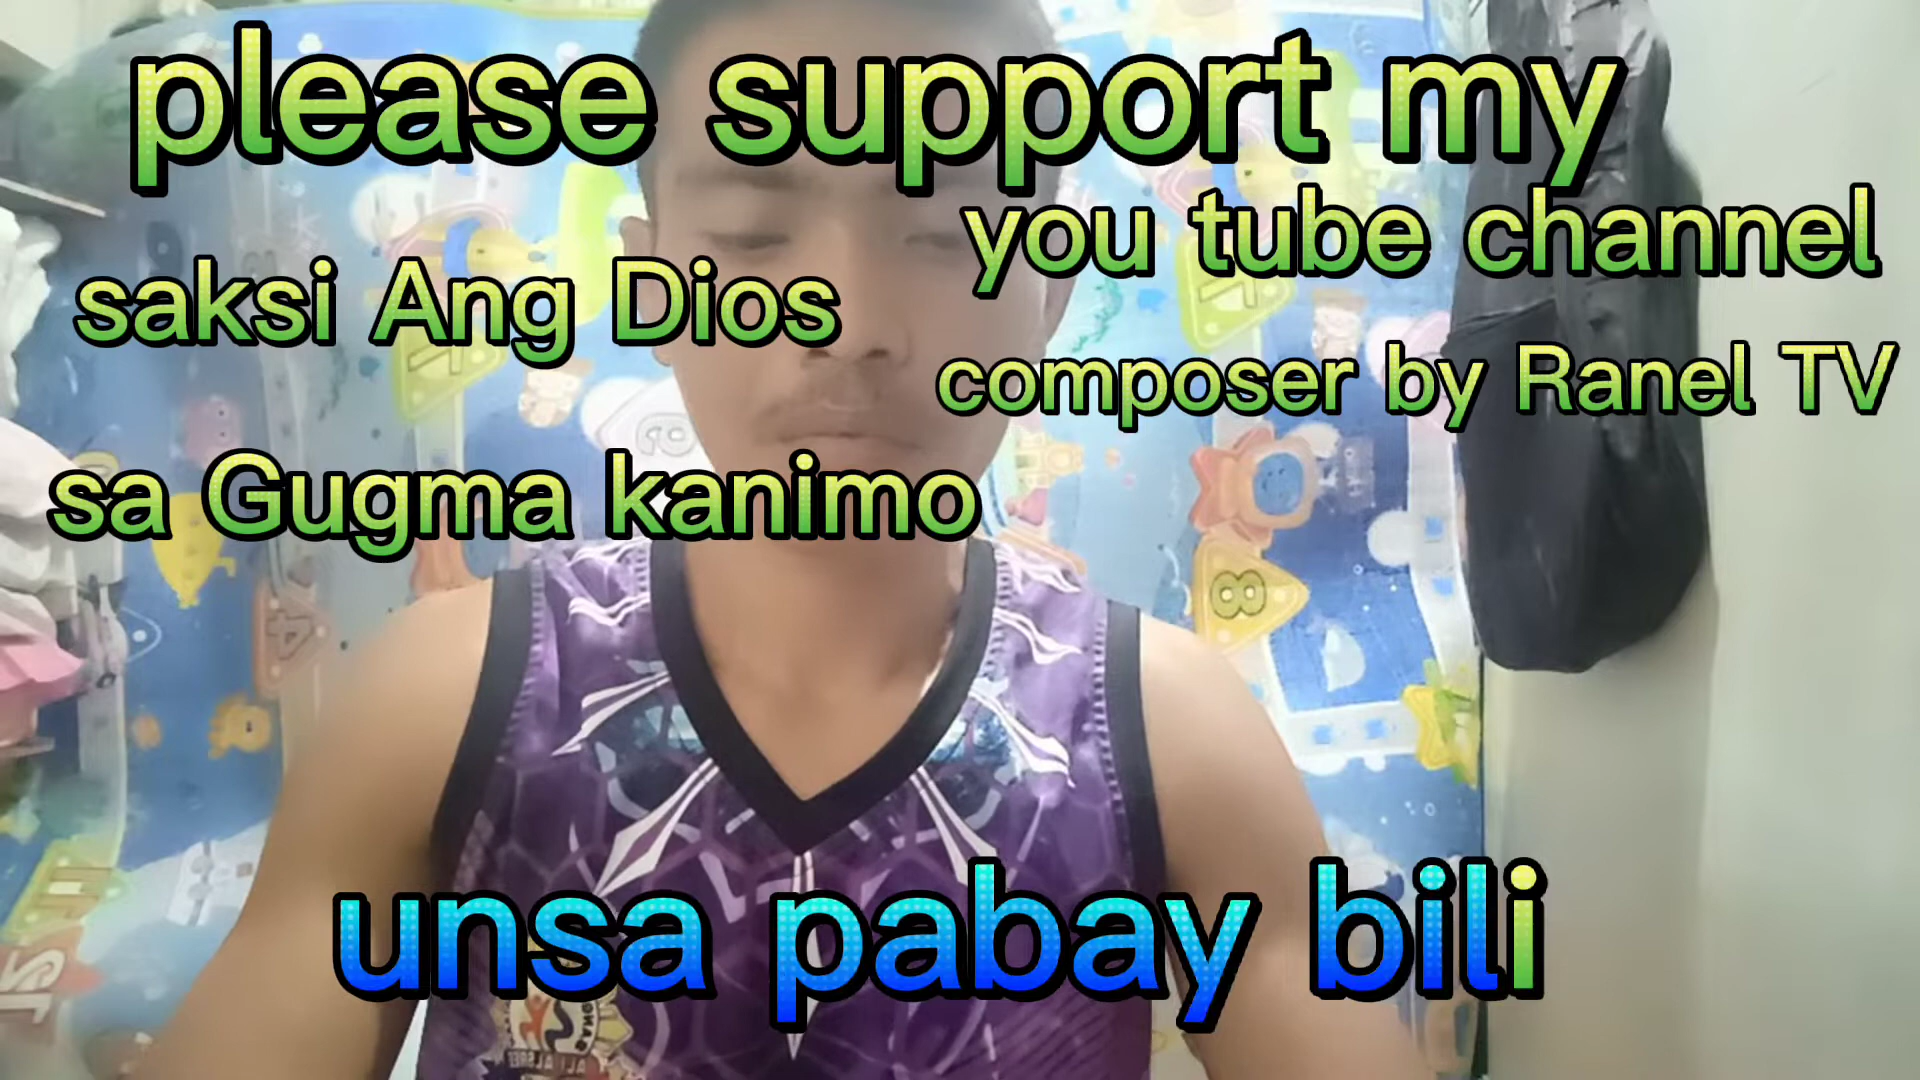 please support my
you tube channel
saksi Ang Dios
composer by Ranel TV
sa Gugma kanimo
unsa pabay bili